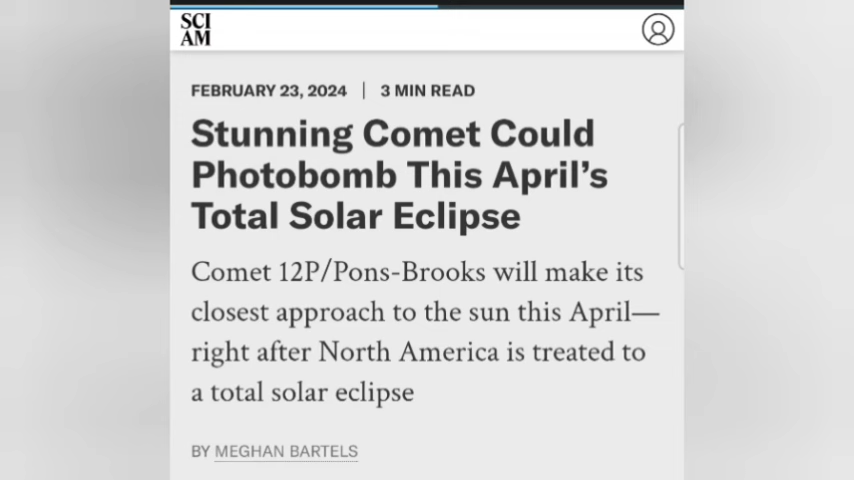 SCI
AM
FEBRUARY 23, 2024 | 3 MIN READ
Stunning Comet Could
Photobomb This April’s
Total Solar Eclipse
Comet 12P/Pons-Brooks will make its
closest approach to the sun this April—
right after North America is treated to
a total solar eclipse
BY MEGHAN BARTELS